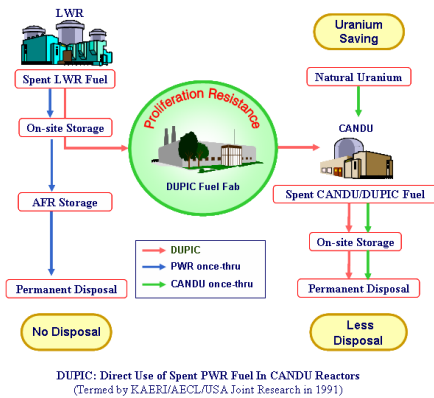 LWR
Uranium
Saving
Spent LWR Fuel
Natural Uranium
Proliferation Resistance
On-site Storage
CANDU
DUPIC Fuel Fab
Spent CANDU/DUPIC Fuel
AFR Storage
On-site Storage
DUPIC
PWR once-thru
CANDU once-thru
Permanent Disposal
Permanent Disposal
No Disposal
Less
Disposal
DUPIC: Direct Use of Spent PWR Fuel In CANDU Reactors
(Termed by KAERI/AECL/USA Joint Research in 1991)